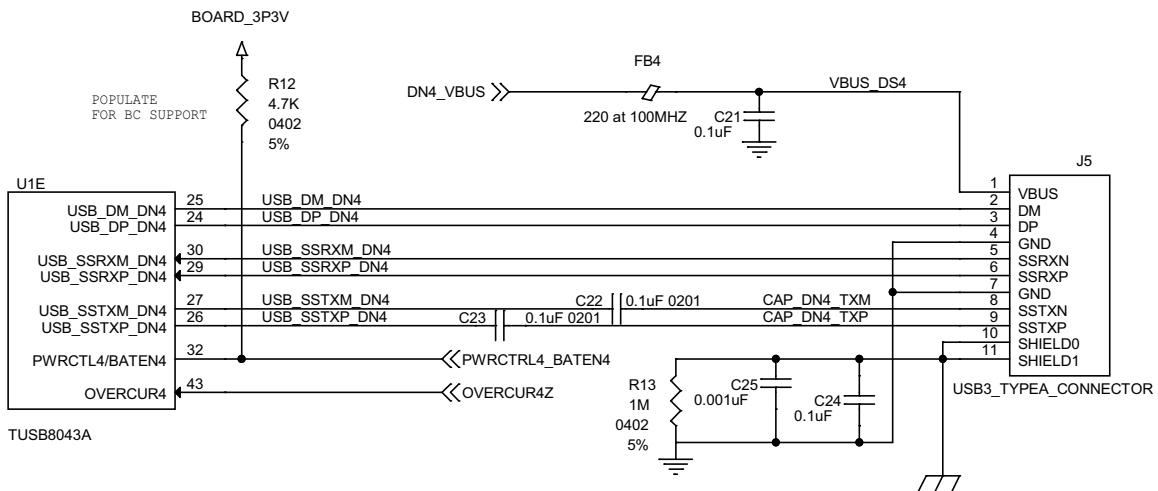 BOARD_3P3V
R12
4.7K
0402
5%
POPULATE
FOR BC SUPPORT
DN4_VBUS
FB4
220 at 100MHZ
VBUS_DS4
C21
0.1uF
J5
U1E
USB_DM_DN4 25 USB_DM_DN4
USB_DP_DN4 24 USB_DP_DN4
USB_SSRXM_DN4 30 USB_SSRXM_DN4
USB_SSRXP_DN4 29 USB_SSRXP_DN4
USB_SSTXM_DN4 27 USB_SSTXM_DN4 C22 0.1uF 0201 CAP_DN4_TXM
USB_SSTXP_DN4 26 USB_SSTXP_DN4 C23 0.1uF 0201 CAP_DN4_TXP
PWRCTL4/BATEN4 32 PWRCTRL4_BATEN4
OVERCUR4 43 OVERCUR4Z
TUSB8043A
1 VBUS
2 DM
3 DP
4 GND
5 SSRXN
6 SSRXP
7 GND
8 SSTXN
9 SSTXP
10 SHIELD0
11 SHIELD1
USB3_TYPEA_CONNECTOR
R13
1M
0402
5%
C25
0.001uF
C24
0.1uF